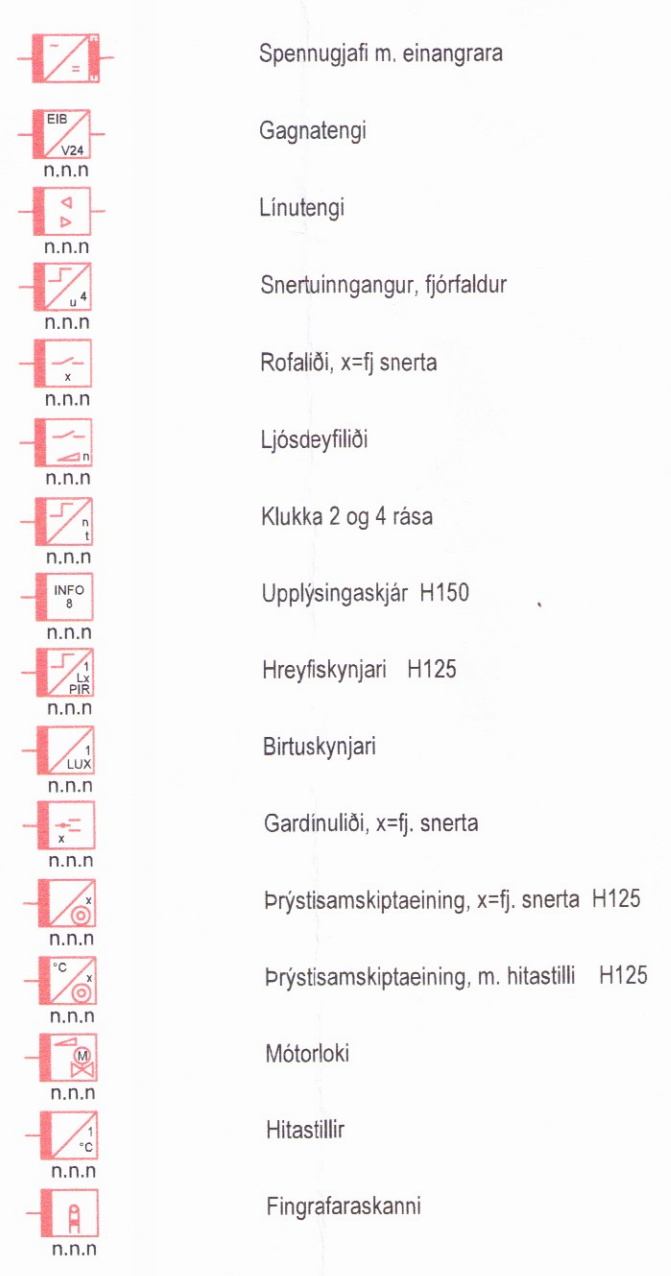 ~
=
Spennugjafi m. einangrara
EIB
V24
n.n.n
Gagnatengi
n.n.n
Línutengi
u 4
n.n.n
Snertuinngangur, fjórfaldur
x
n.n.n
Rofaliði, x=fj snerta
n
n.n.n
Ljósdeyfiliði
n
t
n.n.n
Klukka 2 og 4 rása
INFO
8
n.n.n
Upplýsingaskjár H150
1
Lx
PIR
n.n.n
Hreyfiskynjari H125
1
LUX
n.n.n
Birtuskynjari
x
n.n.n
Gardínuliði, x=fj. snerta
x
n.n.n
Þrýstisamskiptaeining, x=fj. snerta H125
°C
x
n.n.n
Þrýstisamskiptaeining, m. hitastilli H125
M
n.n.n
Mótorloki
1
°C
n.n.n
Hitastillir
n.n.n
Fingrafaraskanni